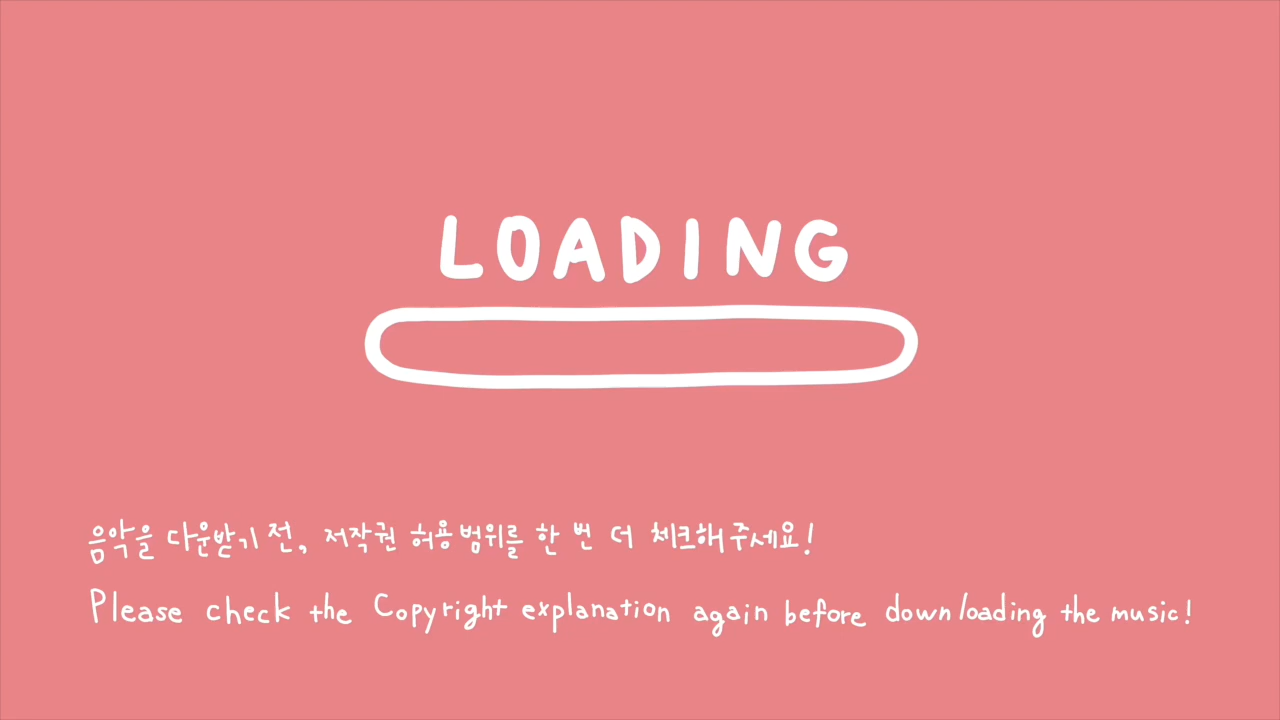 LOADING
음악을 다운받기 전, 저작권 허용범위를 한 번 더 체크해주세요!
Please check the Copyright explanation again before downloading the music!